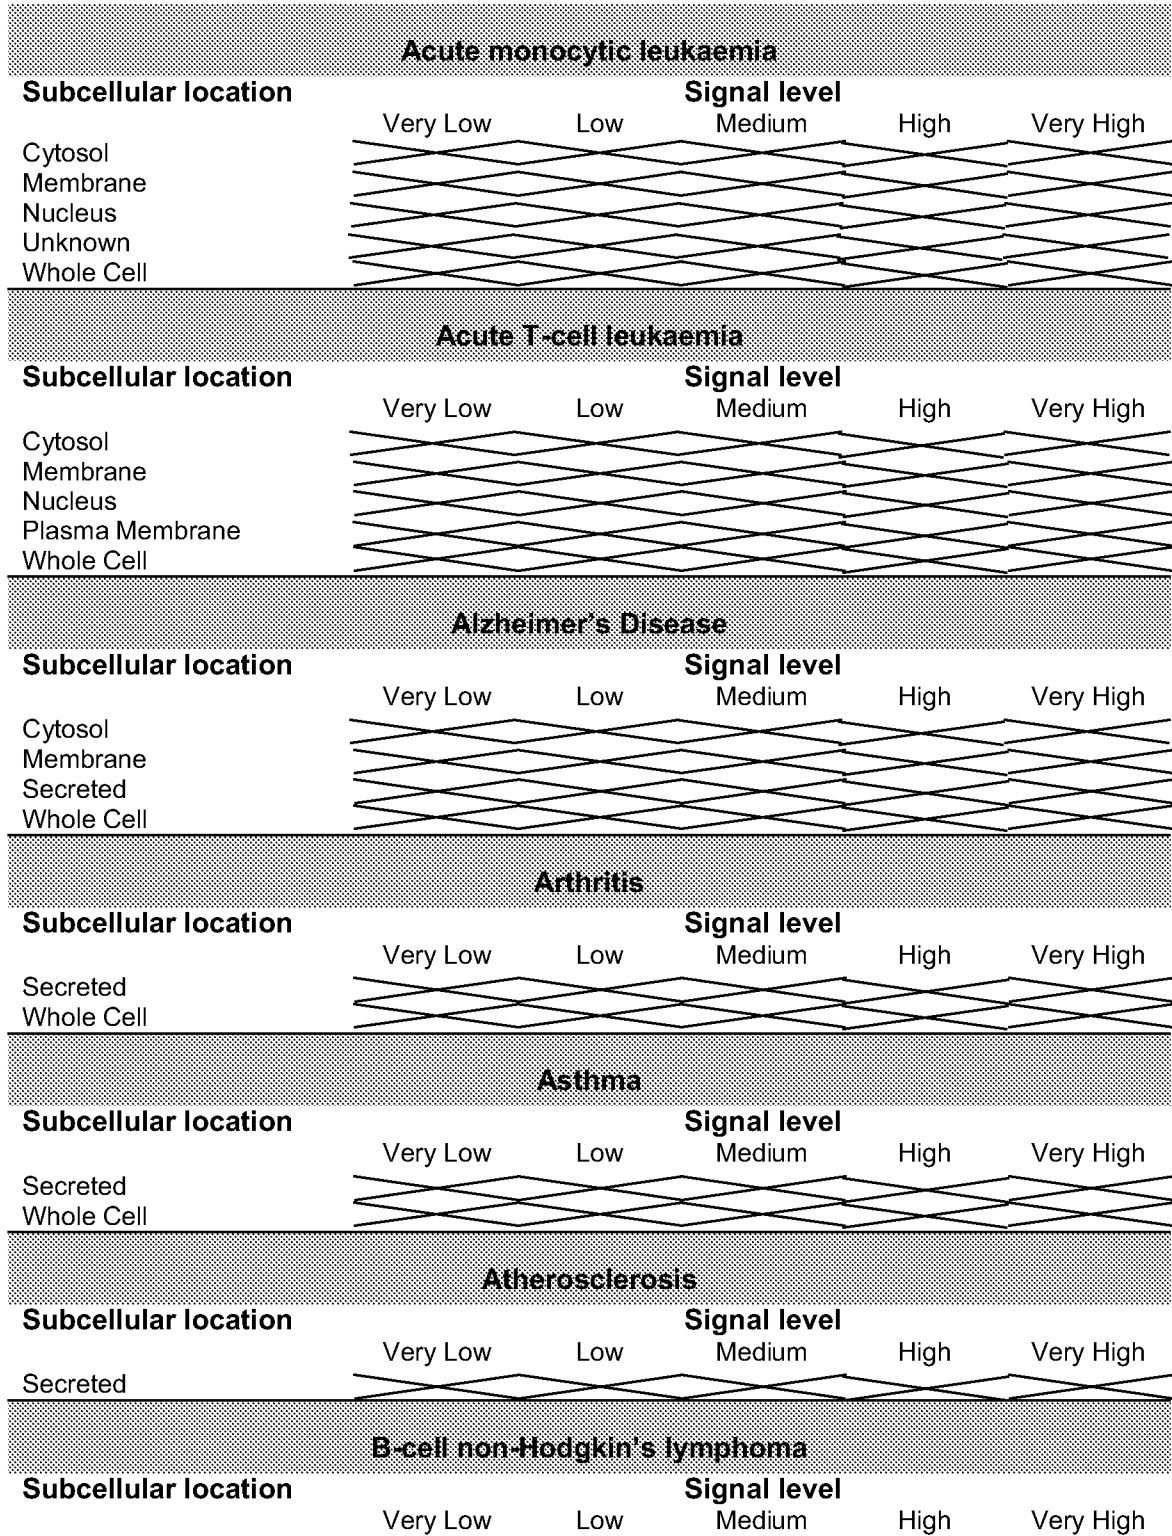 Acute monocytic leukaemia
Subcellular location Signal level
Very Low Low Medium High Very High
Cytosol
Membrane
Nucleus
Unknown
Whole Cell
Acute T-cell leukaemia
Subcellular location Signal level
Very Low Low Medium High Very High
Cytosol
Membrane
Nucleus
Plasma Membrane
Whole Cell
Alzheimer's Disease
Subcellular location Signal level
Very Low Low Medium High Very High
Cytosol
Membrane
Secreted
Whole Cell
Arthritis
Subcellular location Signal level
Very Low Low Medium High Very High
Secreted
Whole Cell
Asthma
Subcellular location Signal level
Very Low Low Medium High Very High
Secreted
Whole Cell
Atherosclerosis
Subcellular location Signal level
Very Low Low Medium High Very High
Secreted
B-cell non-Hodgkin's lymphoma
Subcellular location Signal level
Very Low Low Medium High Very High